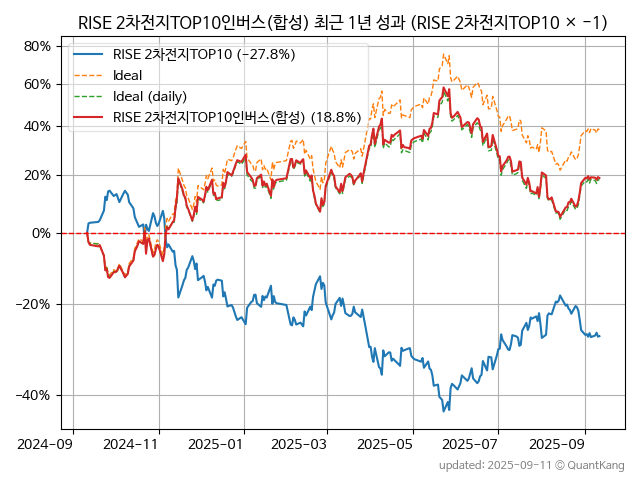 RISE 2차전지TOP10인버스(합성) 최근 1년 성과 (RISE 2차전지TOP10 × −1)
80%
60%
40%
20%
0%
−20%
−40%
RISE 2차전지TOP10 (−27.8%)
Ideal
Ideal (daily)
RISE 2차전지TOP10인버스(합성) (18.8%)
2024-09 2024-11 2025-01 2025-03 2025-05 2025-07 2025-09
updated: 2025-09-11 © QuantKang